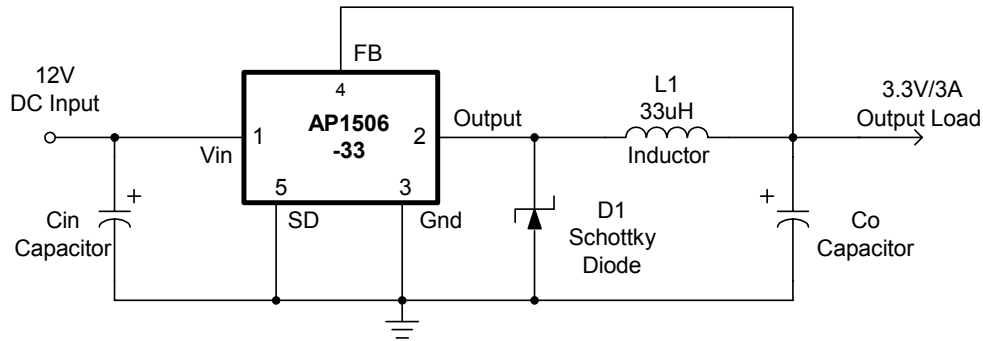 FB
12V
DC Input
4
L1
33uH
3.3V/3A
Output Load
AP1506
-33
1
2
Output
Vin
Inductor
5
3
SD
Gnd
+
Cin
Capacitor
D1
Schottky
Diode
+
Co
Capacitor